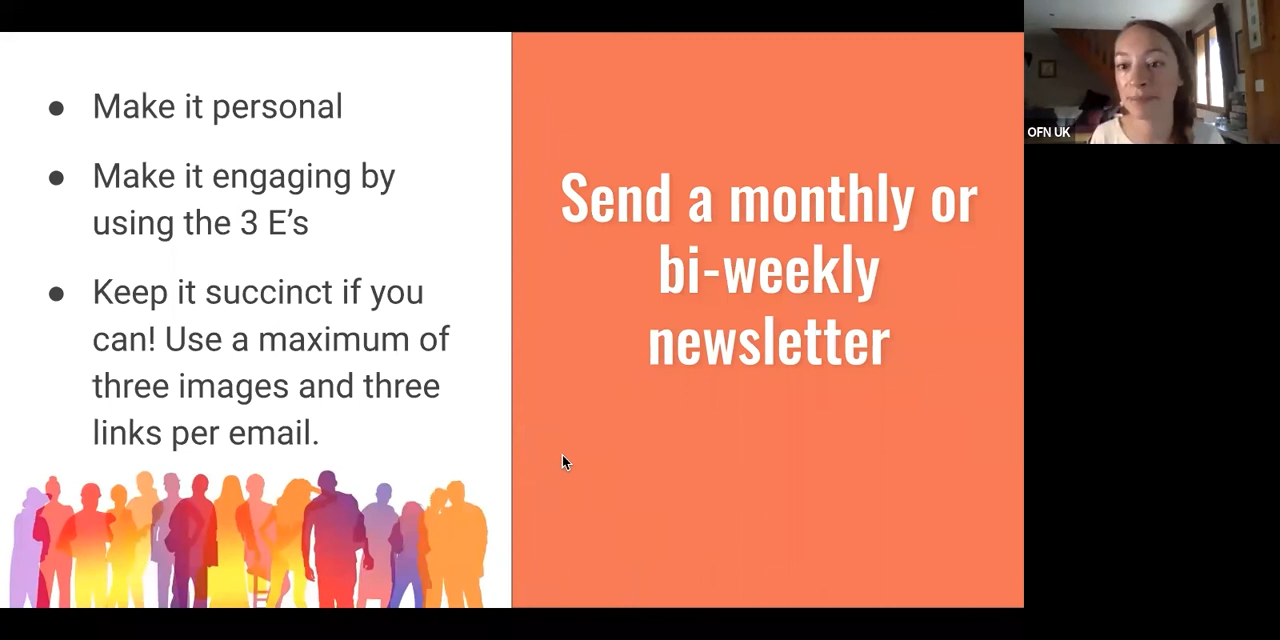 ● Make it personal
● Make it engaging by
using the 3 E’s
● Keep it succinct if you
can! Use a maximum of
three images and three
links per email.
Send a monthly or
bi-weekly
newsletter
OFN UK